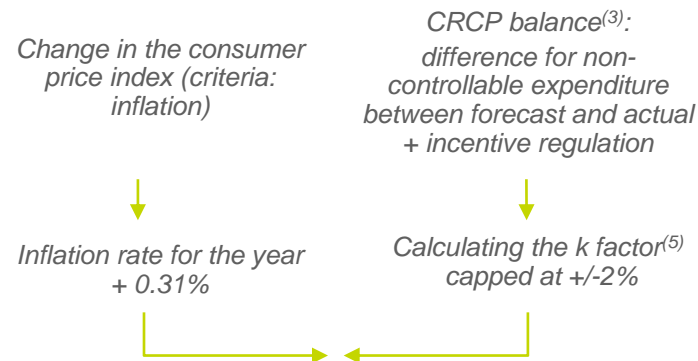 Change in the consumer
price index (criteria:
inflation)
CRCP balance(3):
difference for non-
controllable expenditure
between forecast and actual
+ incentive regulation
Inflation rate for the year
+ 0.31%
Calculating the k factor(5)
capped at +/-2%